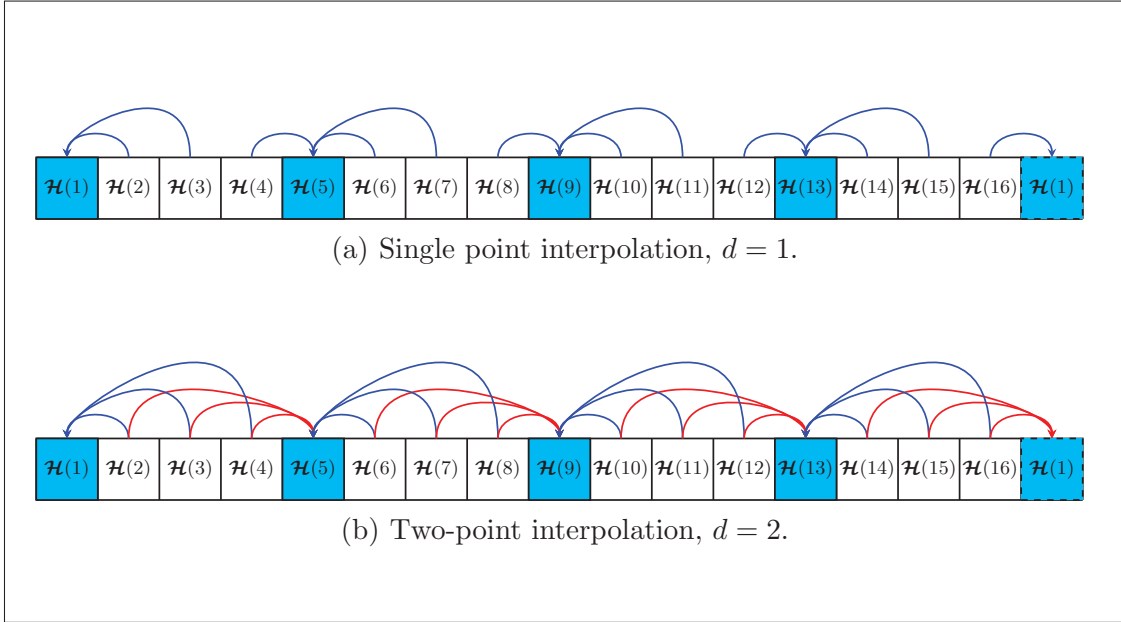 𝓗(1) 𝓗(2) 𝓗(3) 𝓗(4) 𝓗(5) 𝓗(6) 𝓗(7) 𝓗(8) 𝓗(9) 𝓗(10) 𝓗(11) 𝓗(12) 𝓗(13) 𝓗(14) 𝓗(15) 𝓗(16) 𝓗(1)
(a) Single point interpolation, d = 1.
𝓗(1) 𝓗(2) 𝓗(3) 𝓗(4) 𝓗(5) 𝓗(6) 𝓗(7) 𝓗(8) 𝓗(9) 𝓗(10) 𝓗(11) 𝓗(12) 𝓗(13) 𝓗(14) 𝓗(15) 𝓗(16) 𝓗(1)
(b) Two-point interpolation, d = 2.